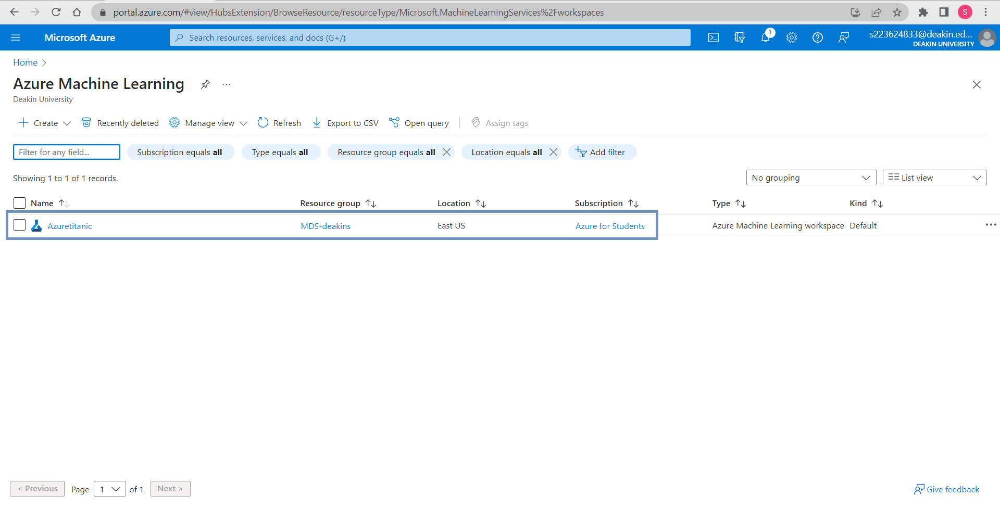 portal.azure.com/#view/HubsExtension/BrowseResource/resourceType/Microsoft.MachineLearningServices%2Fworkspaces
S
Microsoft Azure
Search resources, services, and docs (G+/)
1
s223624833@deakin.ed...
DEAKIN UNIVERSITY
Home >
Azure Machine Learning ...
Deakin University
+ Create Recently deleted Manage view Refresh Export to CSV Open query Assign tags
Filter for any field... Subscription equals all Type equals all Resource group equals all Location equals all Add filter
Showing 1 to 1 of 1 records. No grouping List view
Name Resource group Location Subscription Type Kind
Azuretitanic MDS-deakins East US Azure for Students Azure Machine Learning workspace Default ...
< Previous Page 1 of 1 Next > Give feedback